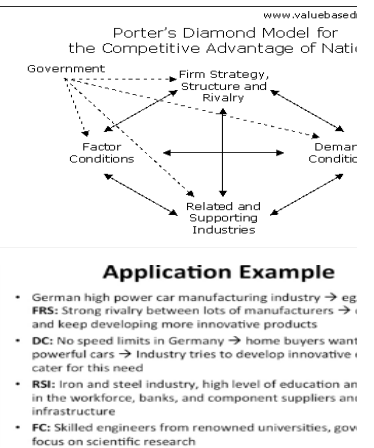 www.valuebased
Porter's Diamond Model for
the Competitive Advantage of Natio
Government
Firm Strategy,
Structure and
Rivalry
Factor
Conditions
Deman
Conditio
Related and
Supporting
Industries
Application Example
• German high power car manufacturing industry → eg
FRS: Strong rivalry between lots of manufacturers →
and keep developing more innovative products
• DC: No speed limits in Germany → home buyers want
powerful cars → Industry tries to develop innovative
cater for this need
• RSI: Iron and steel industry, high level of education an
in the workforce, banks, and component suppliers an
infrastructure
• FC: Skilled engineers from renowned universities, gov
focus on scientific research